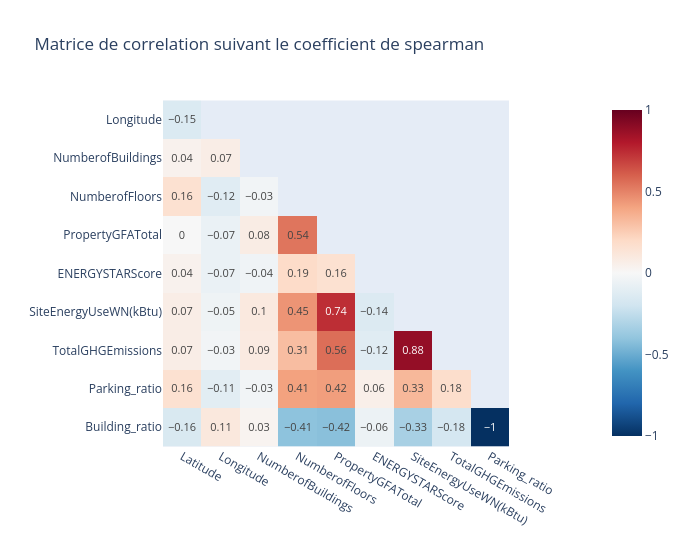 Matrice de correlation suivant le coefficient de spearman
Longitude −0.15
NumberofBuildings 0.04 0.07
NumberofFloors 0.16 −0.12 −0.03
PropertyGFATotal 0 −0.07 0.08 0.54
ENERGYSTARScore 0.04 −0.07 −0.04 0.19 0.16
SiteEnergyUseWN(kBtu) 0.07 −0.05 0.1 0.45 0.74 −0.14
TotalGHGEmissions 0.07 −0.03 0.09 0.31 0.56 −0.12 0.88
Parking_ratio 0.16 −0.11 −0.03 0.41 0.42 0.06 0.33 0.18
Building_ratio −0.16 0.11 0.03 −0.41 −0.42 −0.06 −0.33 −0.18 −1
Latitude
Longitude
NumberofBuildings
NumberofFloors
PropertyGFATotal
ENERGYSTARScore
SiteEnergyUseWN(kBtu)
TotalGHGEmissions
Parking_ratio
1
0.5
0
−0.5
−1